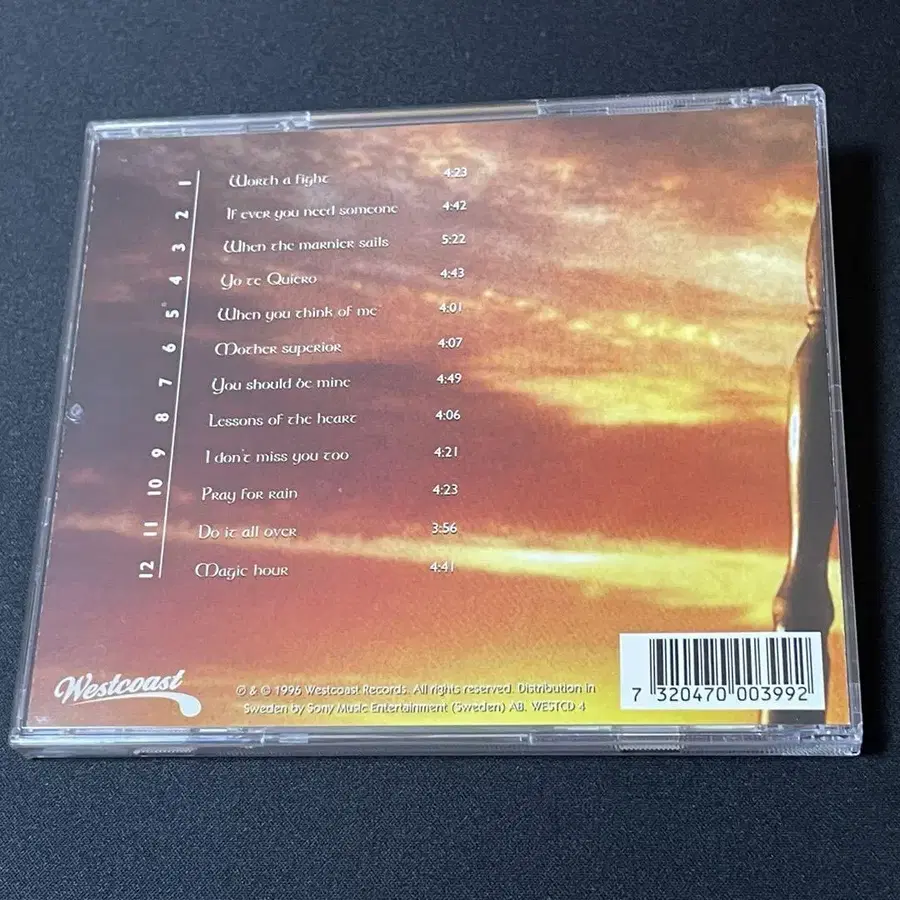 1 Worth a fight 4:23
2 If ever you need someone 4:42
3 When the marnier sails 5:22
4 Yo te Quiero 4:43
5* When you think of me* 4:01
6 Mother superior 4:07
7 You should be mine 4:49
8 Lessons of the heart 4:06
9 I don't miss you too 4:21
10 Pray for rain 4:23
11 Do it all over 3:56
12 Magic hour 4:41
Westcoast
℗ & © 1996 Westcoast Records. All rights reserved. Distribution in
Sweden by Sony Music Entertainment (Sweden) AB. WESTCD 4
7 320470 003992